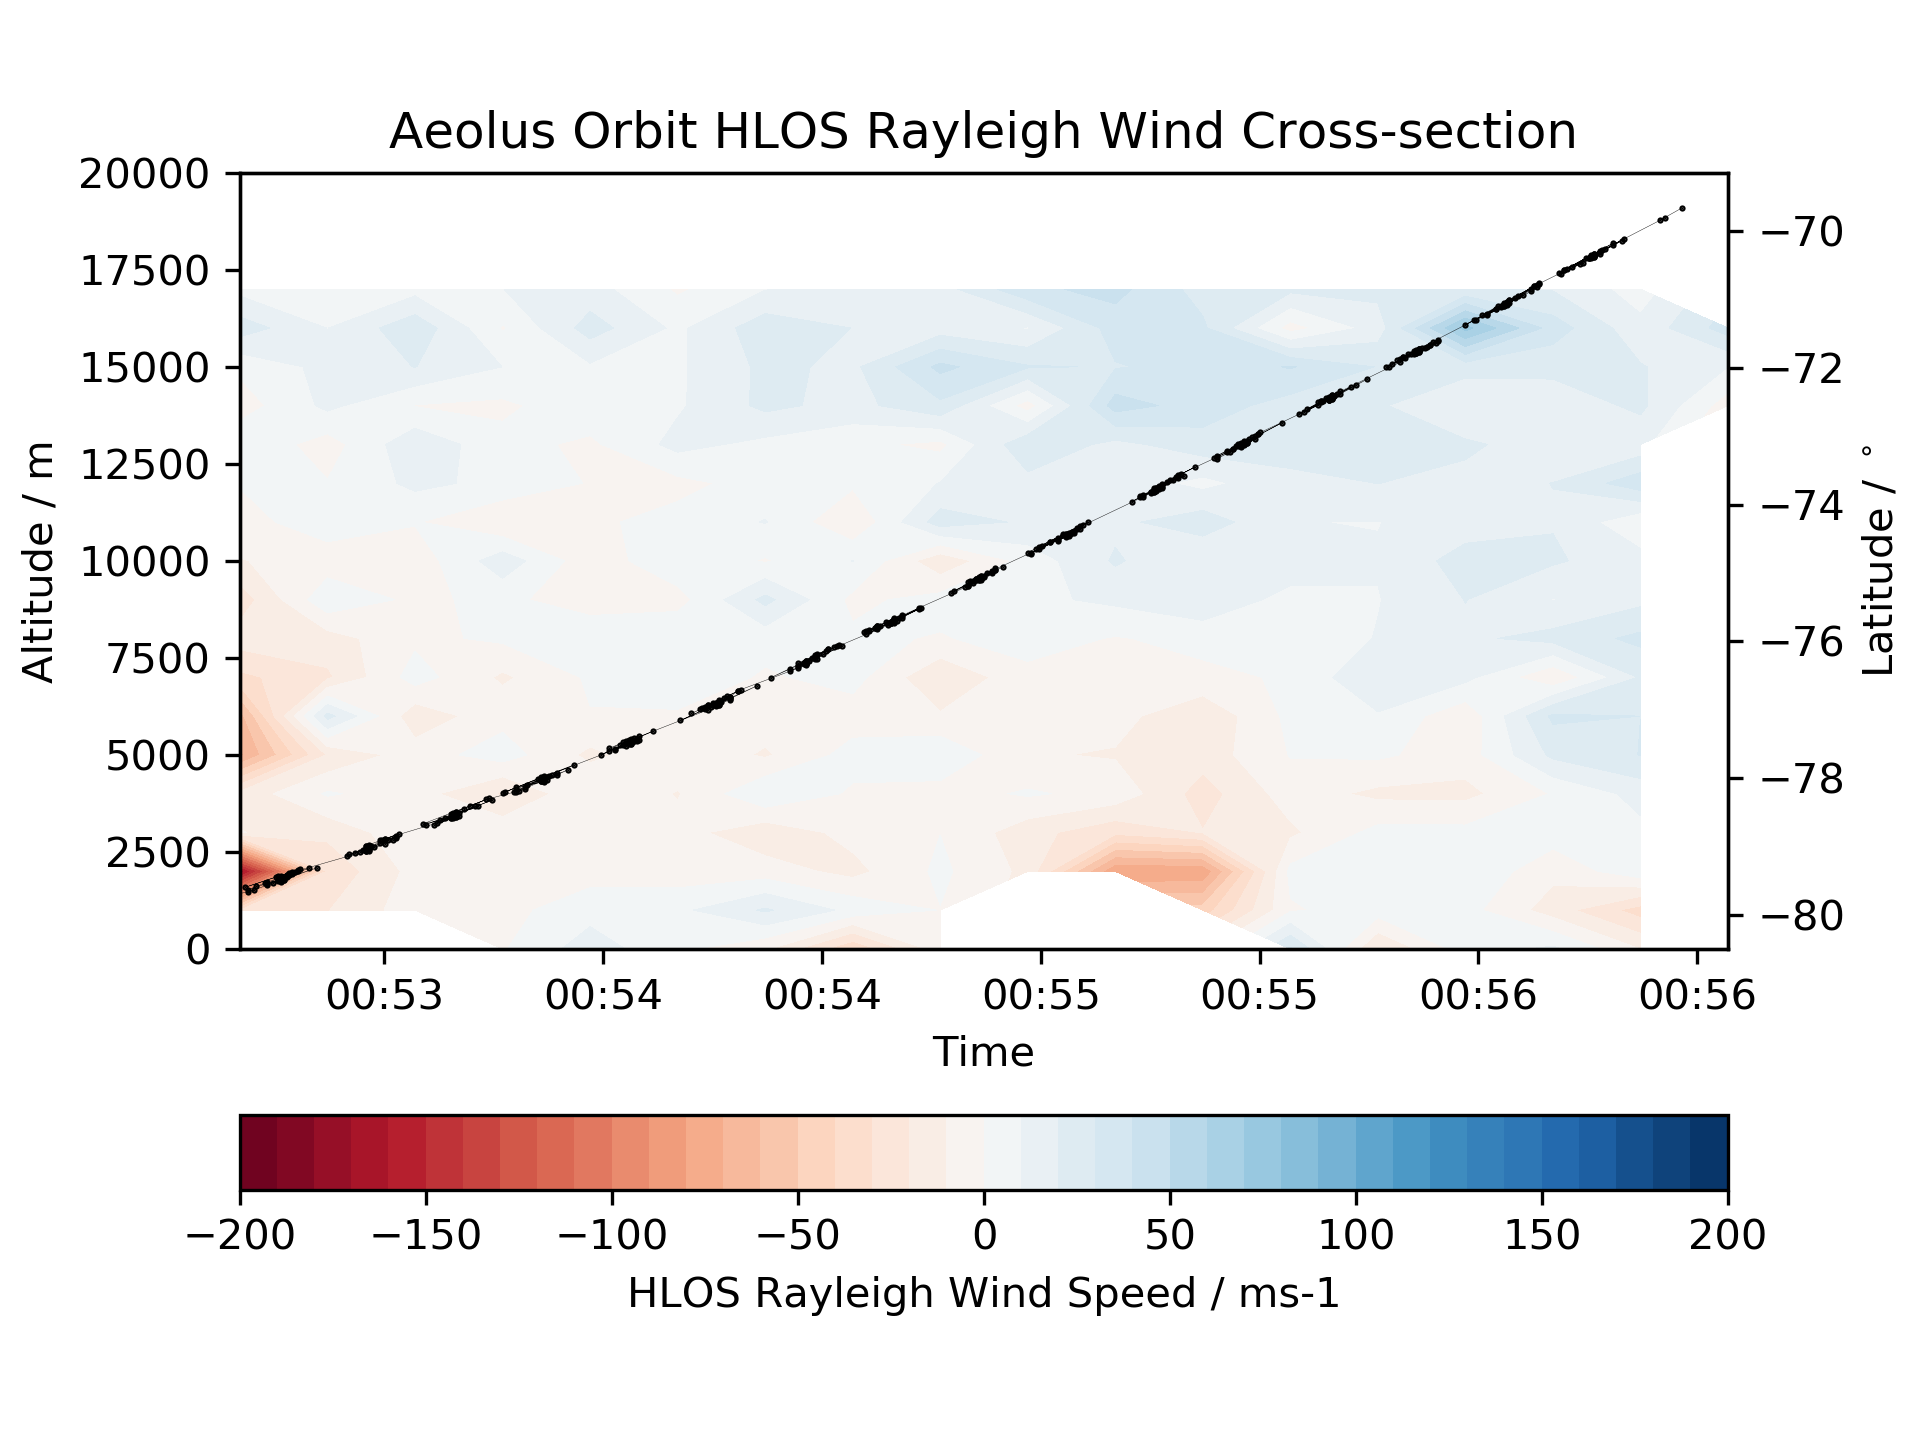 Aeolus Orbit HLOS Rayleigh Wind Cross-section
20000
17500
15000
12500
10000
7500
5000
2500
0
Altitude / m
−70
−72
−74
−76
−78
−80
Latitude / °
00:53 00:54 00:54 00:55 00:55 00:56 00:56
Time
−200 −150 −100 −50 0 50 100 150 200
HLOS Rayleigh Wind Speed / ms-1